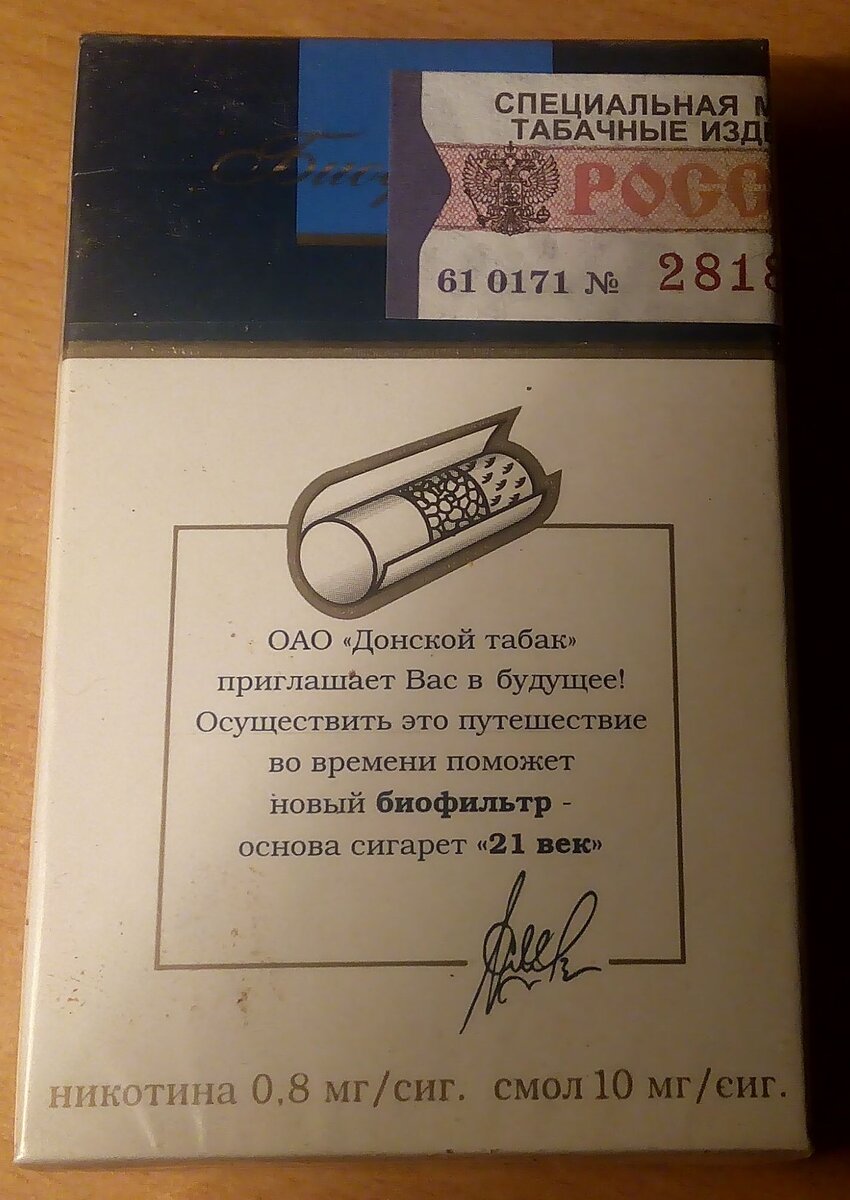 СПЕЦИАЛЬНАЯ М
ТАБАЧНЫЕ ИЗД
РОСС
61 0171 № 2818
ОАО «Донской табак»
приглашает Вас в будущее!
Осуществить это путешествие
во времени поможет
новый биофильтр -
основа сигарет «21 век»
никотина 0,8 мг/сиг. смол 10 мг/сиг.